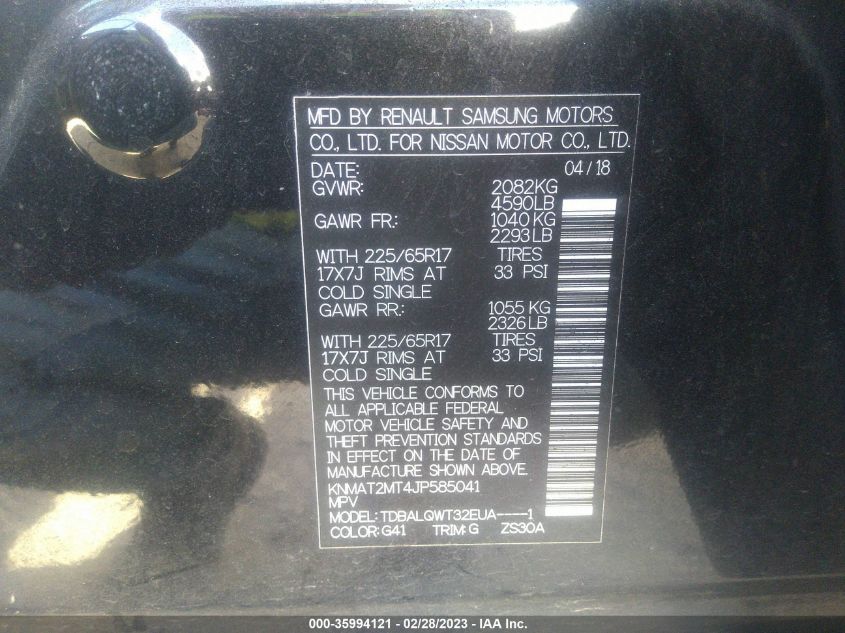 MFD BY RENAULT SAMSUNG MOTORS
CO., LTD. FOR NISSAN MOTOR CO., LTD.
DATE: 04/18
GVWR: 2082KG
4590LB
GAWR FR.: 1040 KG
2293 LB
WITH 225/65R17 TIRES
17X7J RIMS AT 33 PSI
COLD SINGLE
GAWR RR.: 1055 KG
2326 LB
WITH 225/65R17 TIRES
17X7J RIMS AT 33 PSI
COLD SINGLE
THIS VEHICLE CONFORMS TO
ALL APPLICABLE FEDERAL
MOTOR VEHICLE SAFETY AND
THEFT PREVENTION STANDARDS
IN EFFECT ON THE DATE OF
MANUFACTURE SHOWN ABOVE.
KNMAT2MT4JP585041
MPV
MODEL: TDBALQWT32EUA----1
COLOR: G41 TRIM: G ZS30A
000-35994121 - 02/28/2023 - IAA Inc.